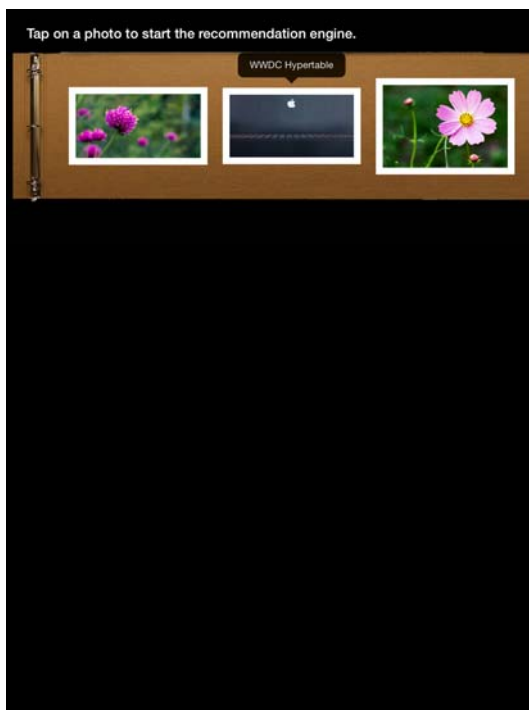 Tap on a photo to start the recommendation engine.
WWDC Hypertable